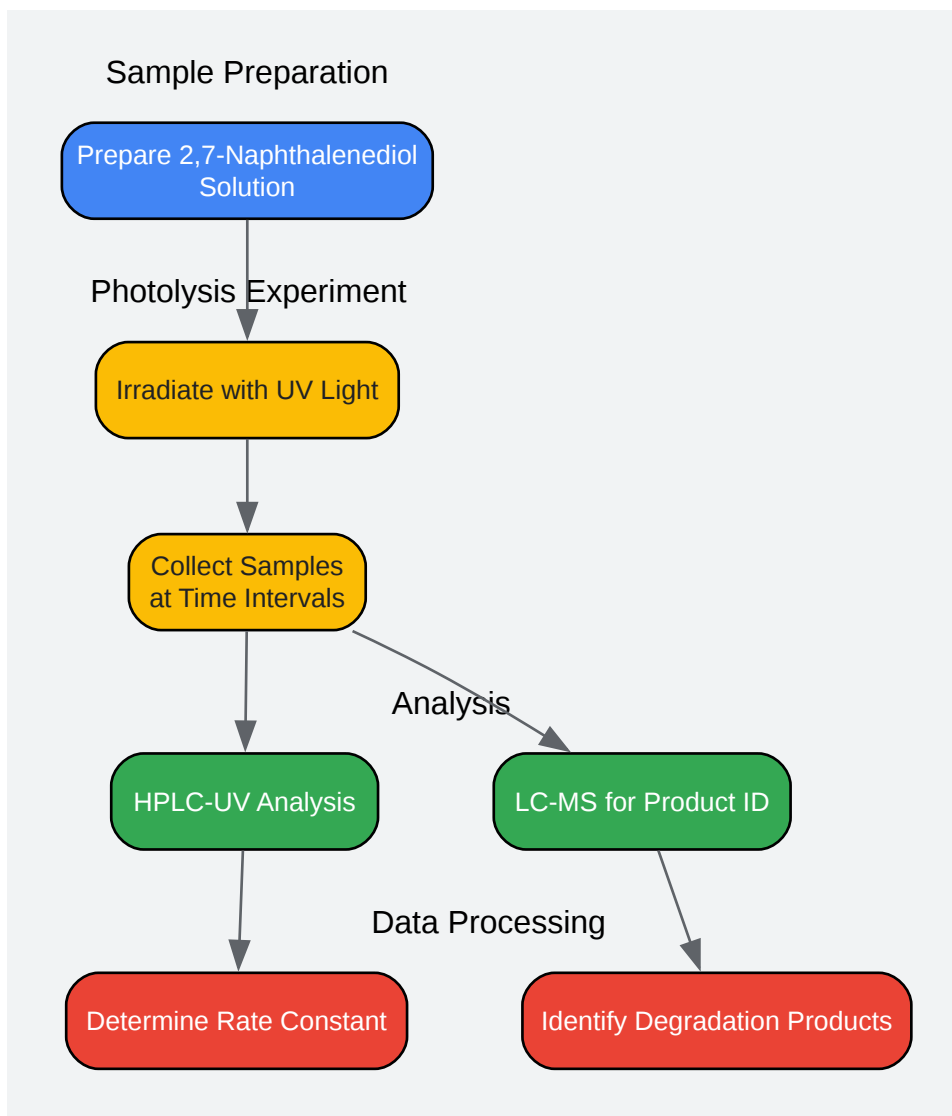 Sample Preparation
Prepare 2,7-Naphthalenediol
Solution
Photolysis Experiment
Irradiate with UV Light
Collect Samples
at Time Intervals
Analysis
HPLC-UV Analysis
LC-MS for Product ID
Data Processing
Determine Rate Constant
Identify Degradation Products